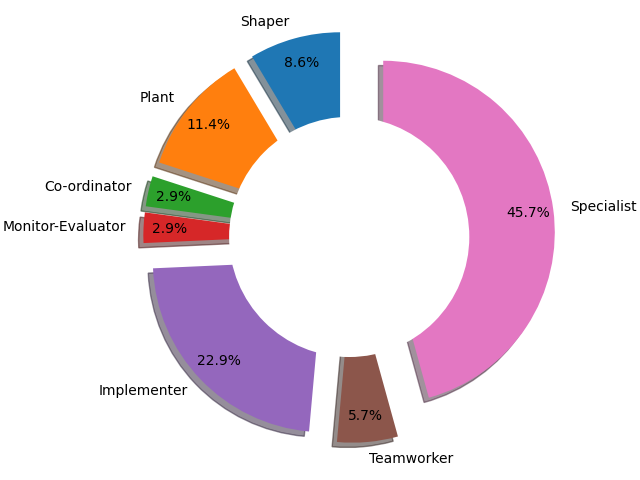 Shaper
8.6%
Plant
11.4%
Co-ordinator
2.9%
Monitor-Evaluator
2.9%
Specialist
45.7%
Implementer
22.9%
Teamworker
5.7%